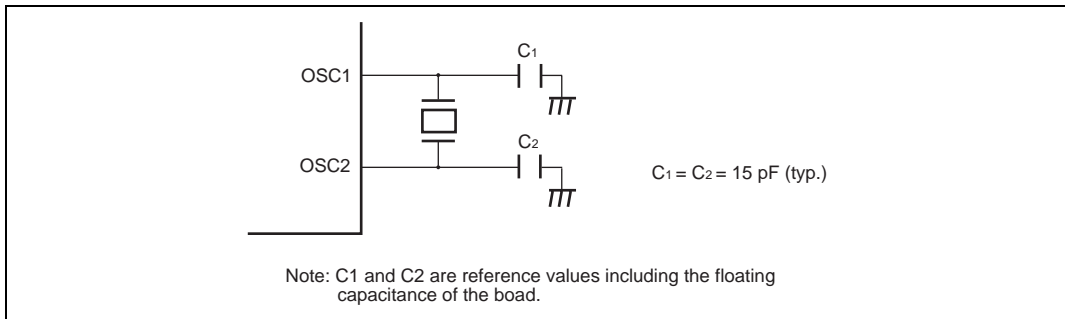 C1
OSC1
C2
OSC2
C1 = C2 = 15 pF (typ.)
Note: C1 and C2 are reference values including the floating
capacitance of the boad.